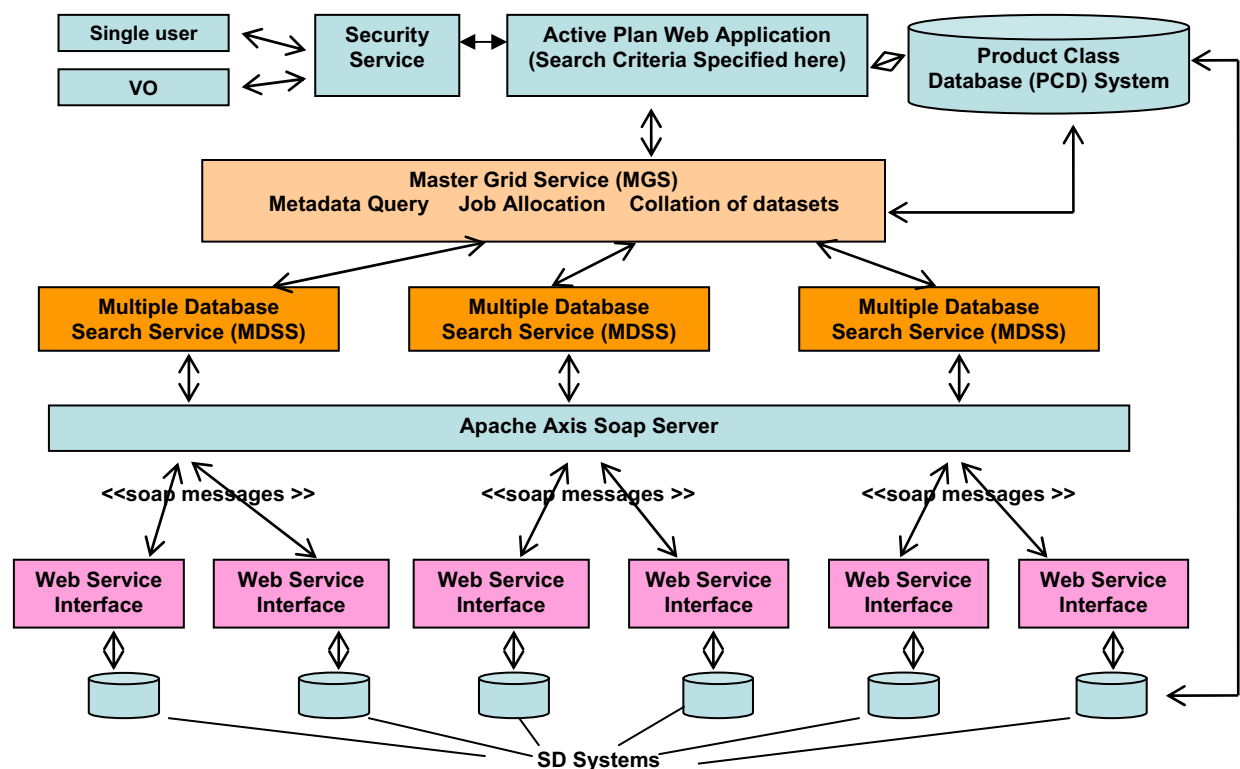 Single user
VO
Security
Service
Active Plan Web Application
(Search Criteria Specified here)
Product Class
Database (PCD) System
Master Grid Service (MGS)
Metadata Query Job Allocation Collation of datasets
Multiple Database
Search Service (MDSS)
Multiple Database
Search Service (MDSS)
Multiple Database
Search Service (MDSS)
Apache Axis Soap Server
<<soap messages >>
<<soap messages >>
<<soap messages >>
Web Service
Interface
Web Service
Interface
Web Service
Interface
Web Service
Interface
Web Service
Interface
Web Service
Interface
SD Systems